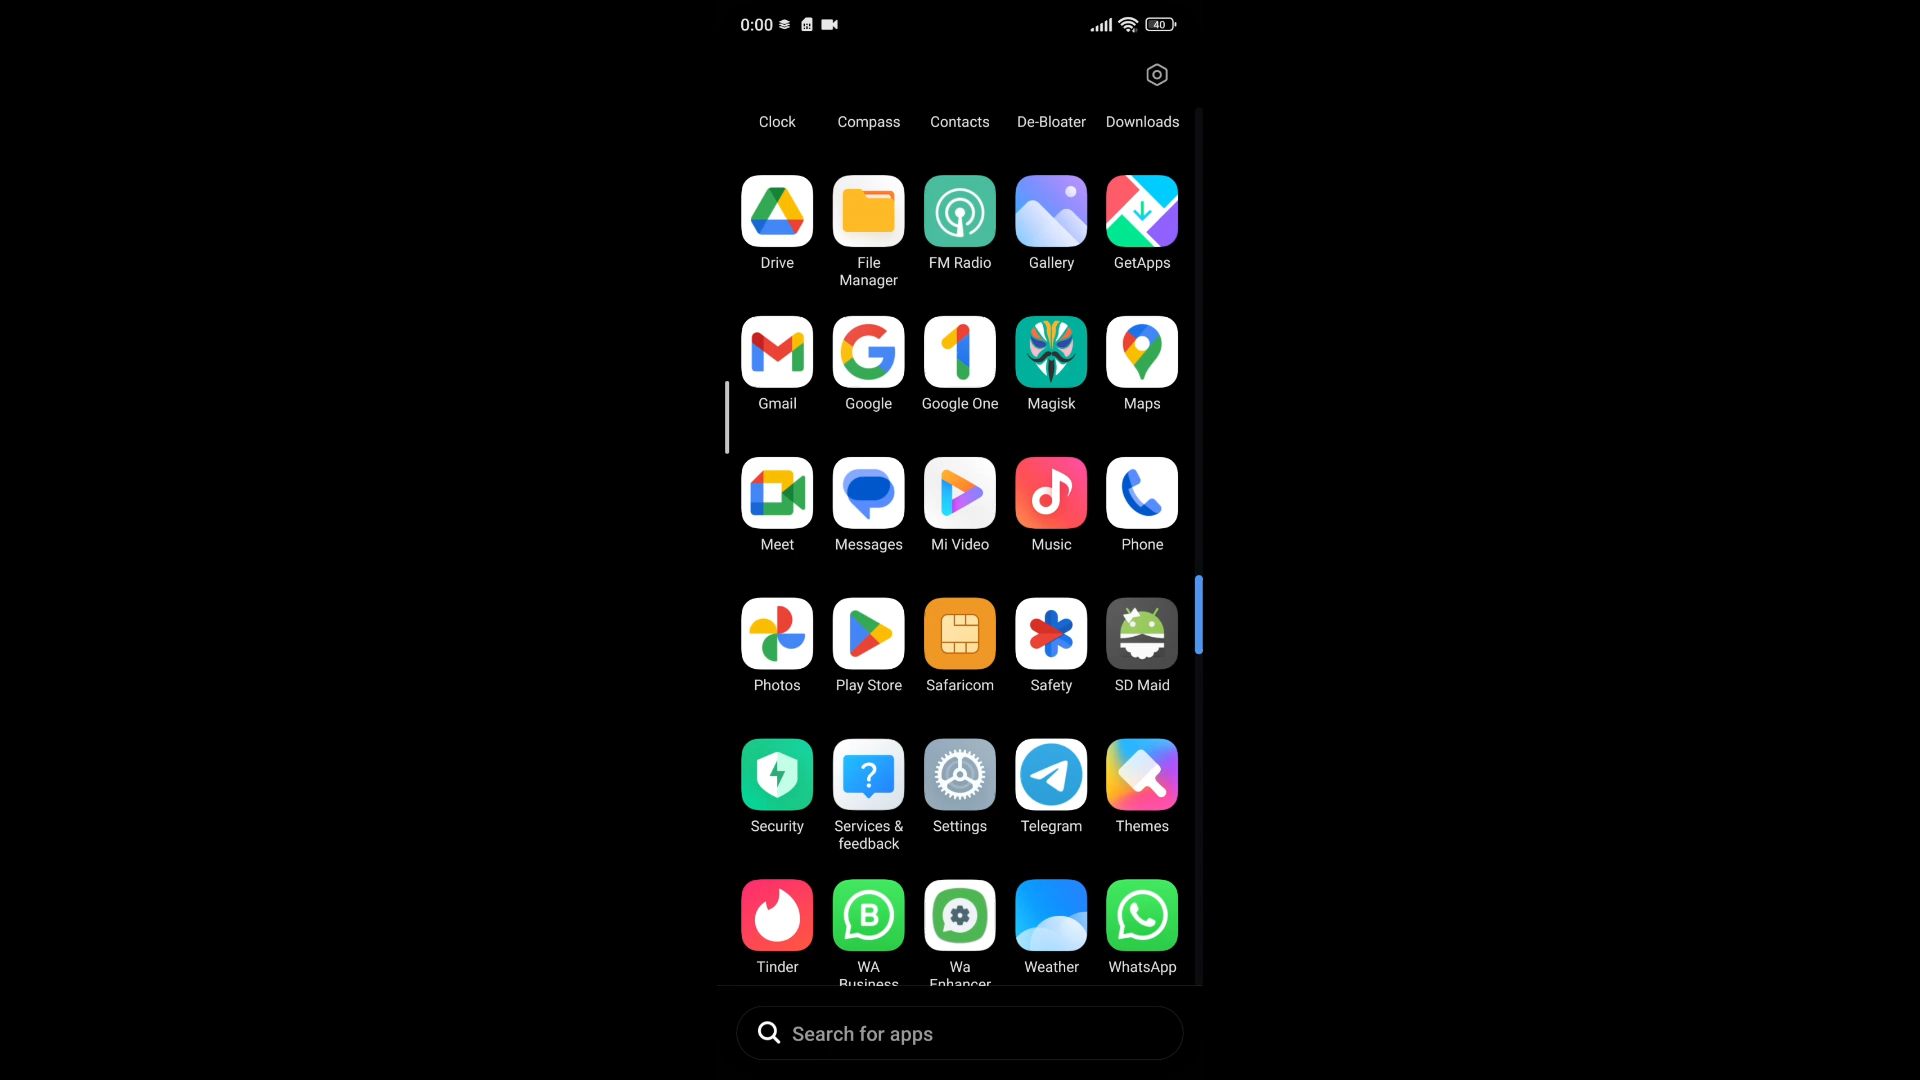 0:00
40
Clock Compass Contacts De-Bloater Downloads
Drive File Manager FM Radio Gallery GetApps
Gmail Google Google One Magisk Maps
Meet Messages Mi Video Music Phone
Photos Play Store Safaricom Safety SD Maid
Security Services & feedback Settings Telegram Themes
Tinder WA Business Wa Enhancer Weather WhatsApp
Search for apps